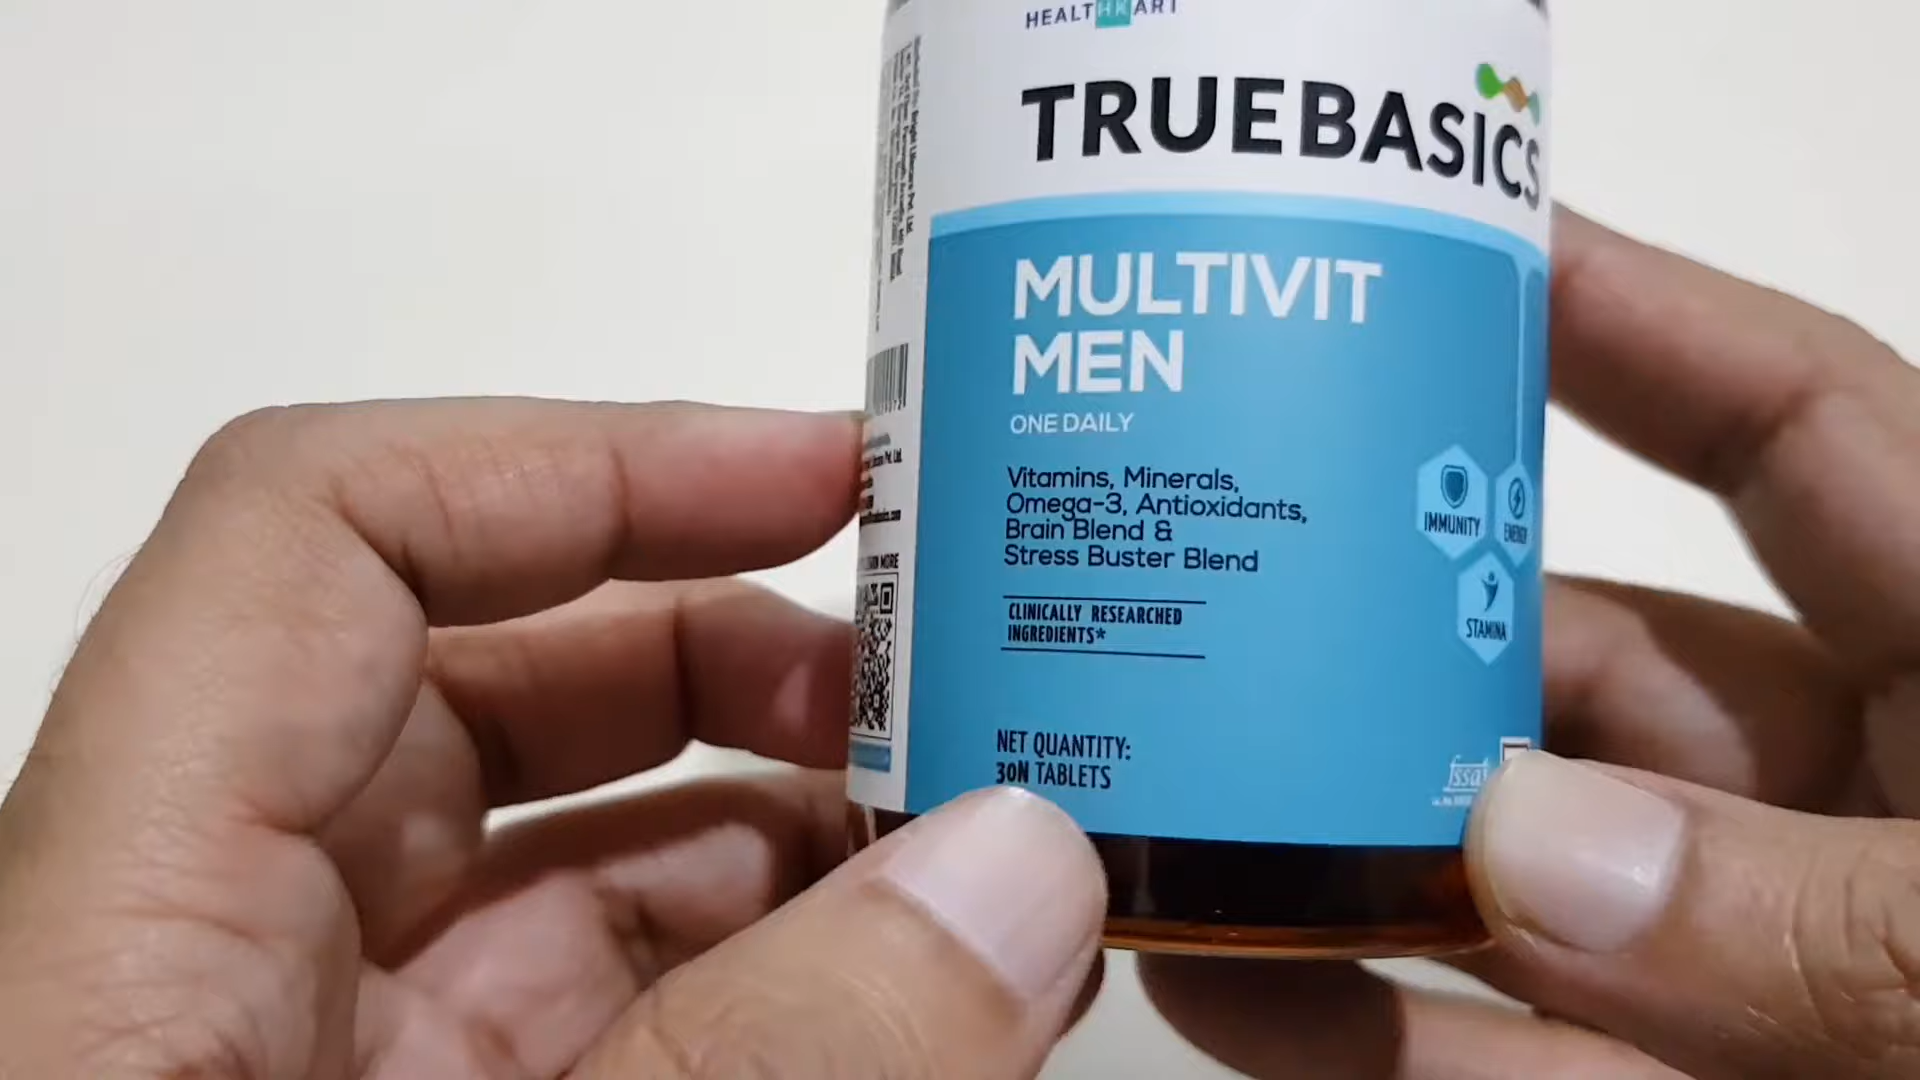 HEALTHKART
TRUEBASICS
MULTIVIT
MEN
ONE DAILY
Vitamins, Minerals,
Omega-3, Antioxidants,
Brain Blend &
Stress Buster Blend
CLINICALLY RESEARCHED
INGREDIENTS*
IMMUNITY
ENERGY
STAMINA
NET QUANTITY:
30N TABLETS
fssai